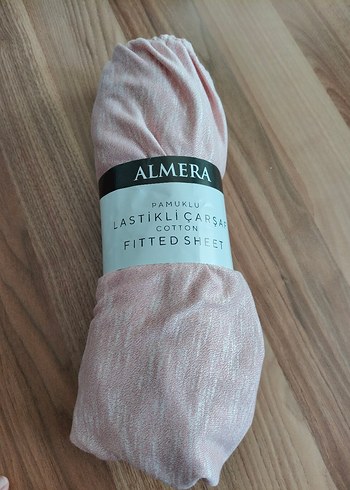 ALMERA
PAMUKLU
LASTİKLİ ÇARŞAF
COTTON
FITTED SHEET